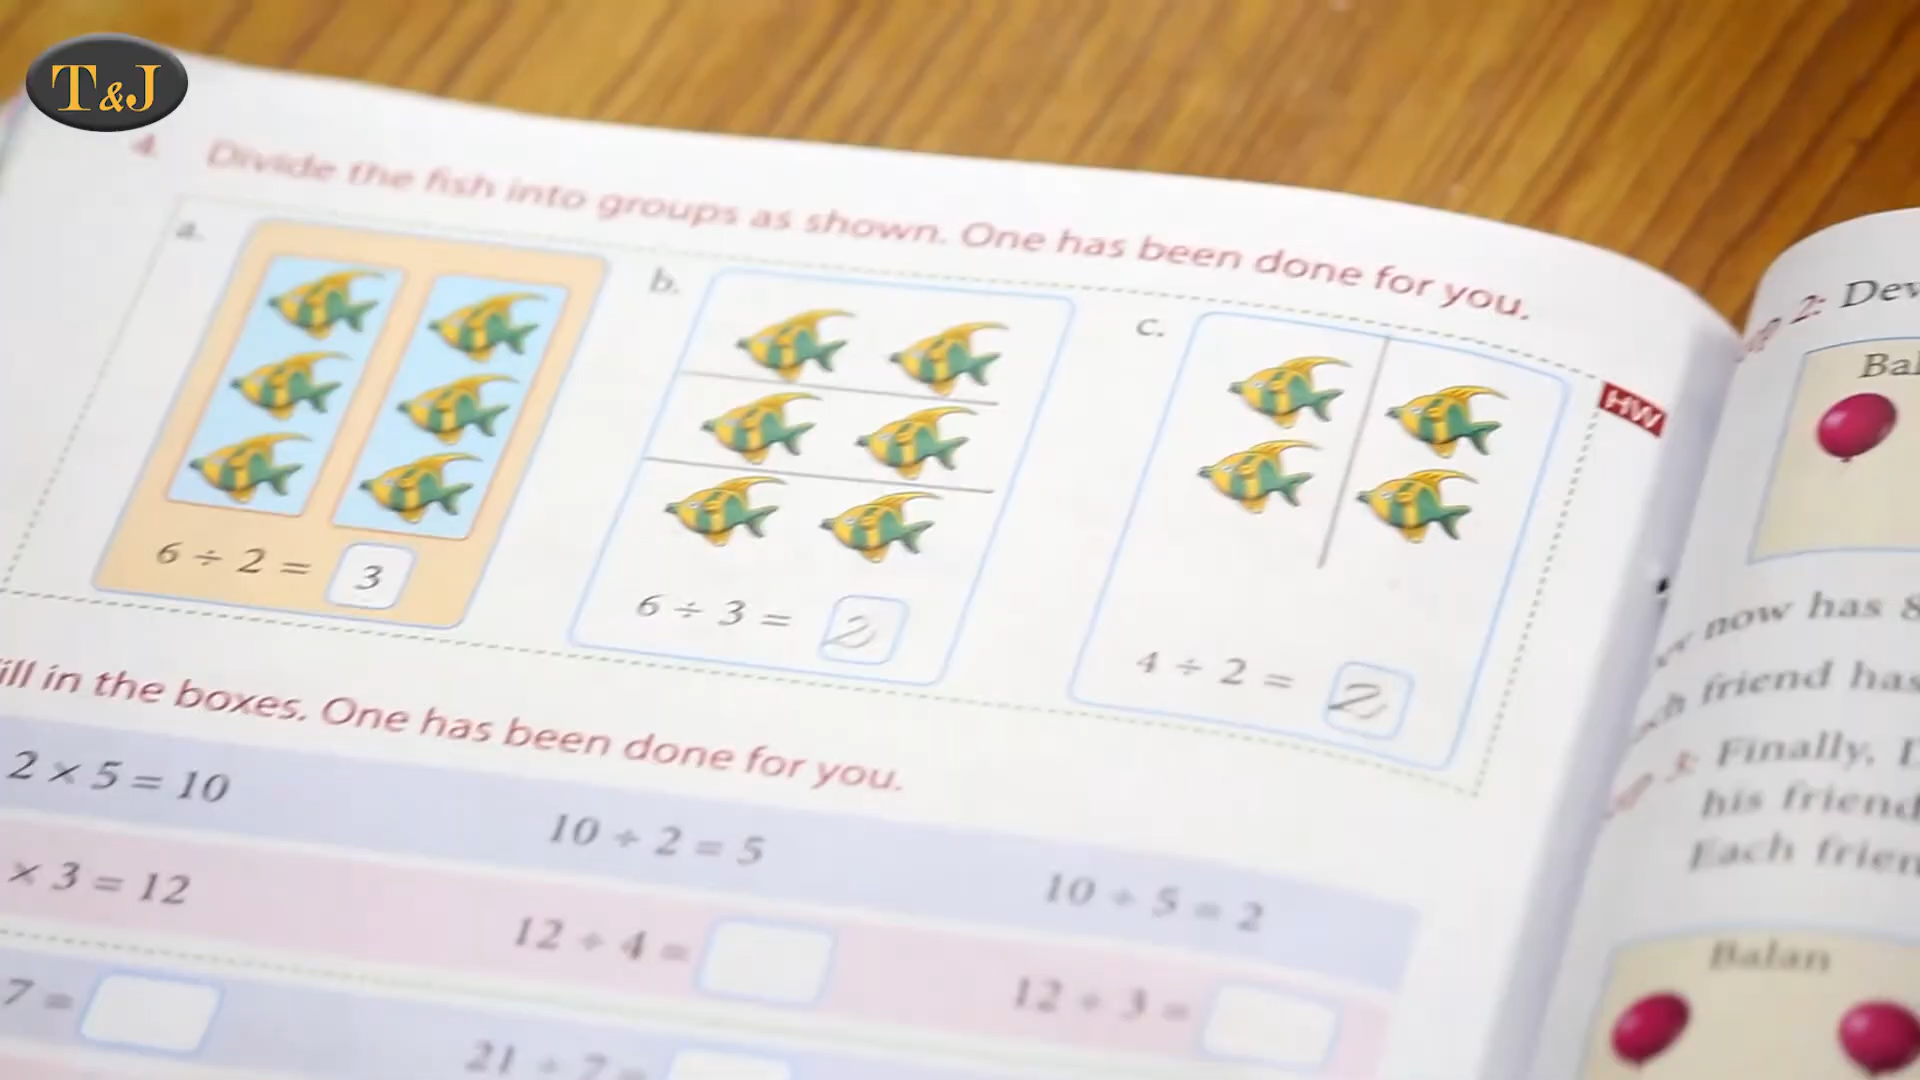 T&J
4. Divide the fish into groups as shown. One has been done for you.
a.
6 ÷ 2 = 3
b.
6 ÷ 3 = 2
c.
4 ÷ 2 = 2
HW
ill in the boxes. One has been done for you.
2 × 5 = 10 10 ÷ 2 = 5 10 ÷ 5 = 2
× 3 = 12 12 ÷ 4 = 12 ÷ 3 =
7 = 21 ÷ 7 =
2: Dev
Bal
now has 8
friend has
3: Finally, D
his friend
Each frien
Balan